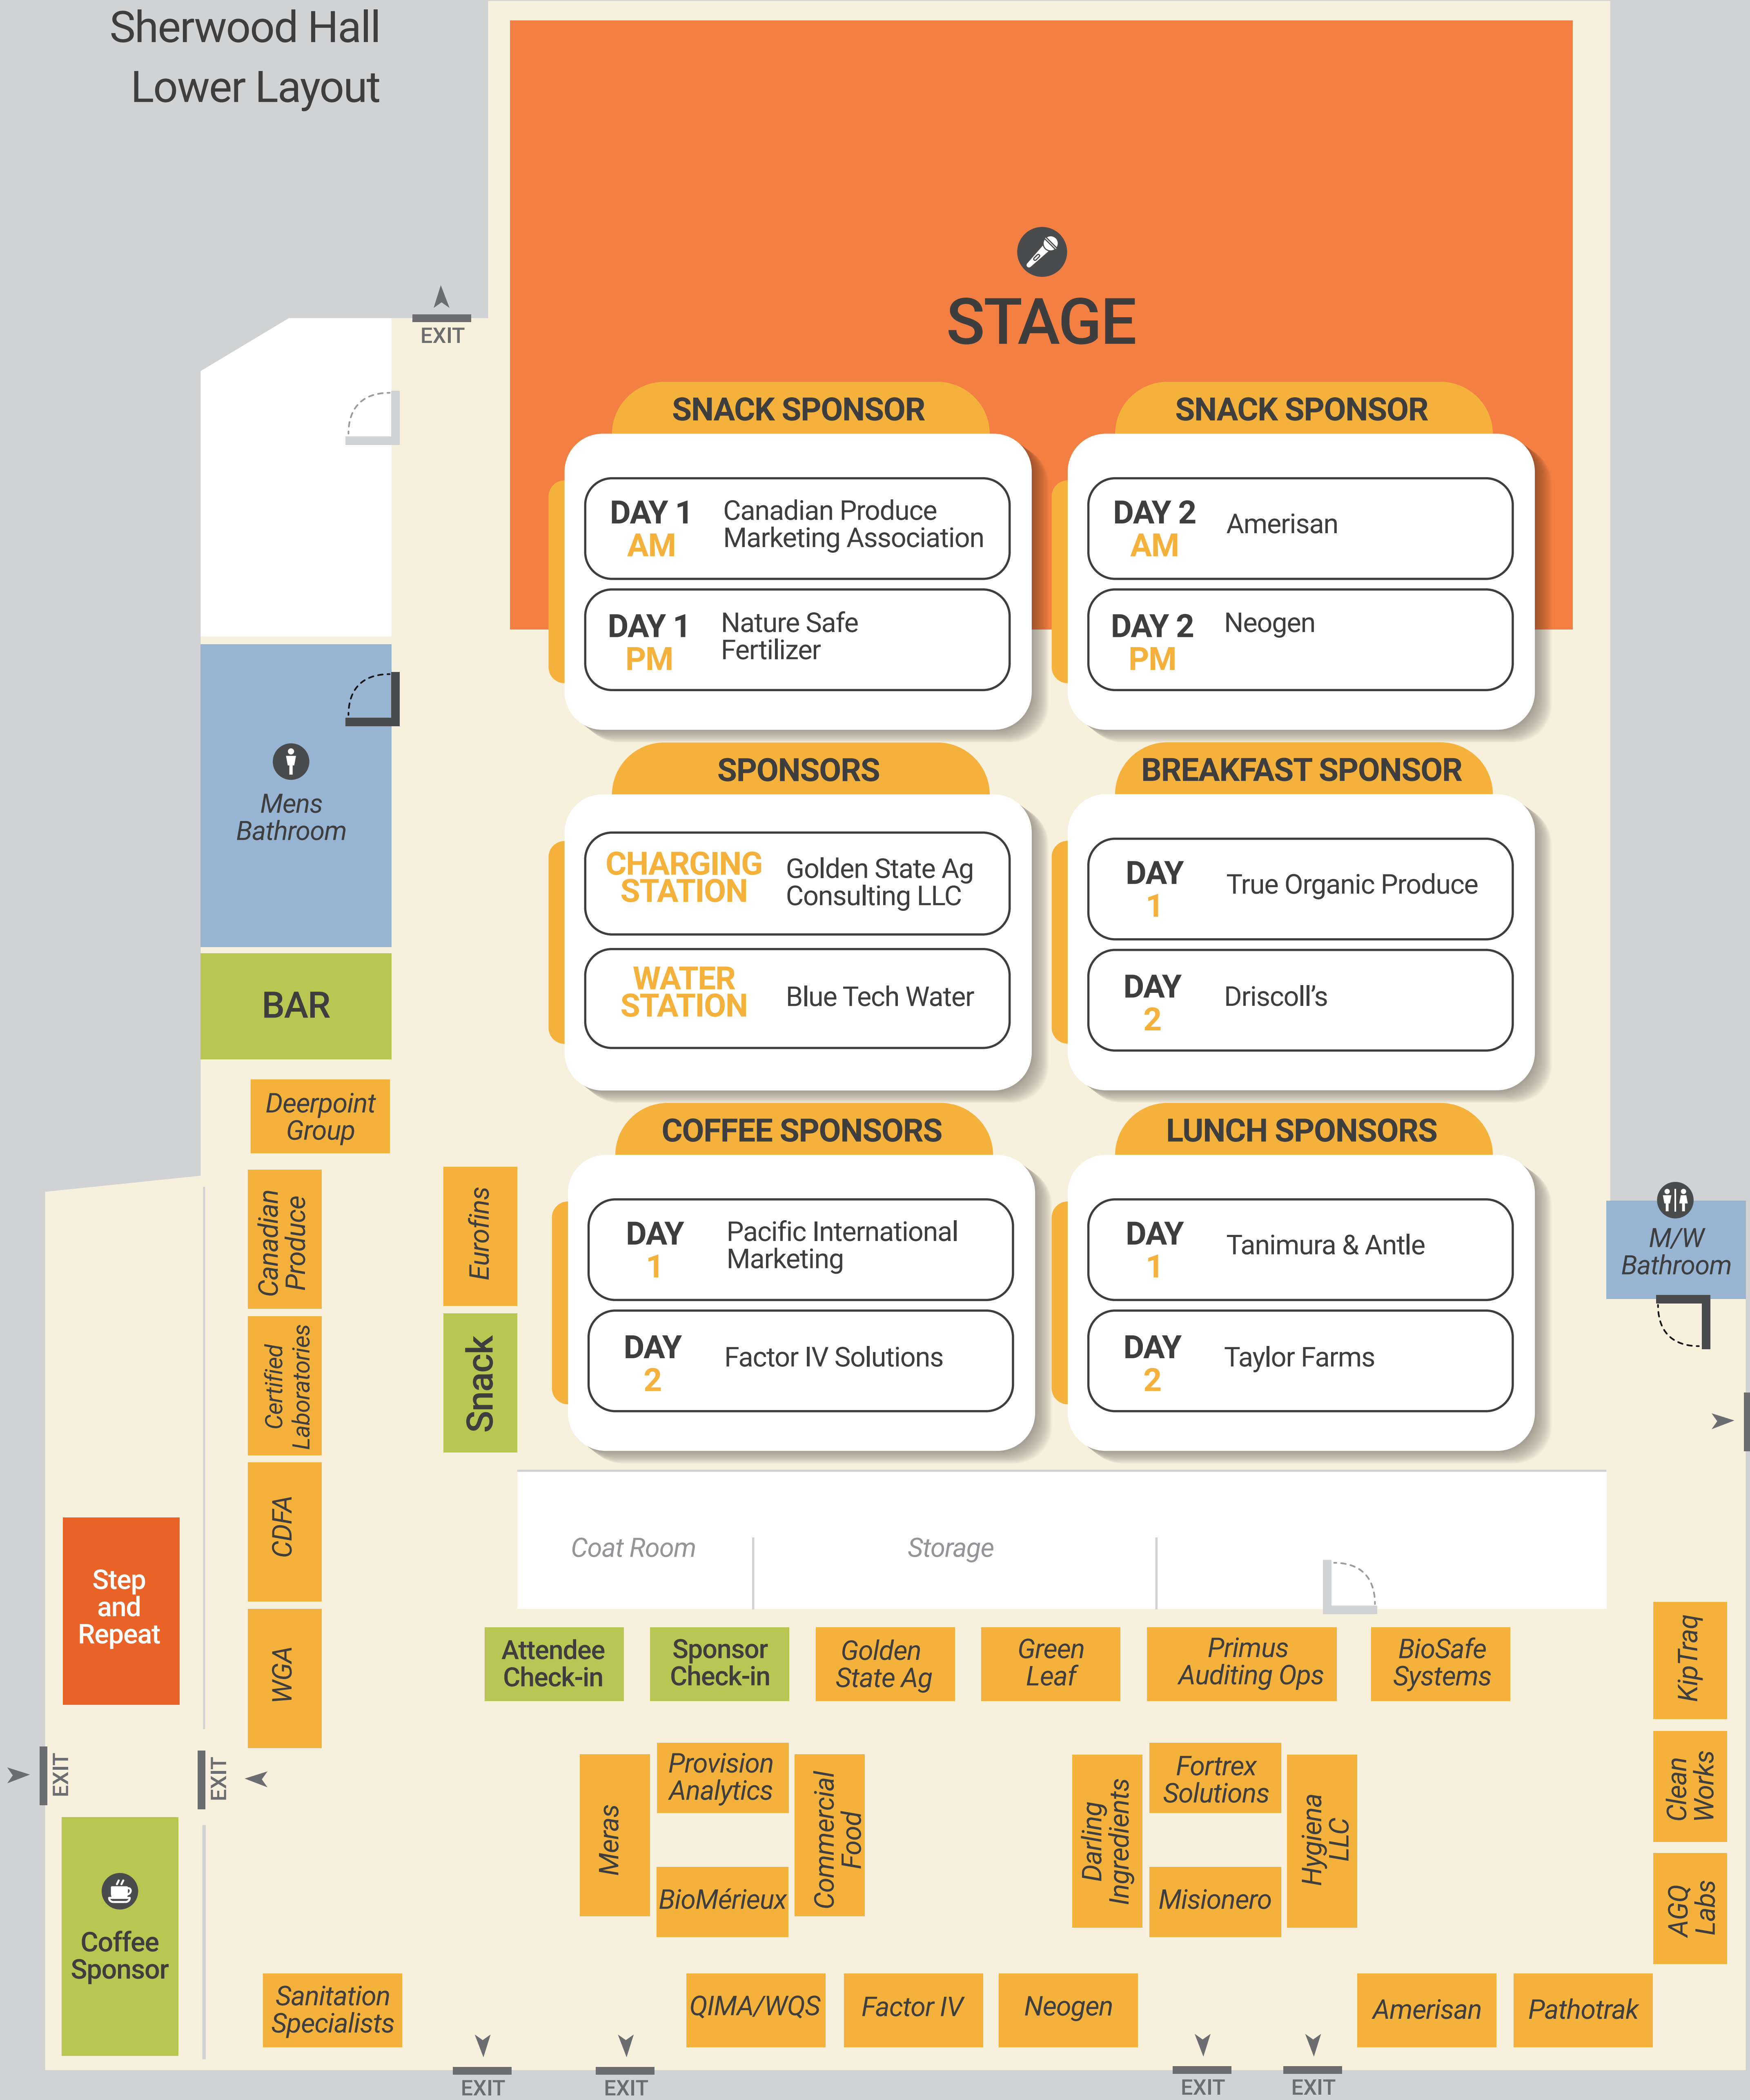 Sherwood Hall
Lower Layout
STAGE
EXIT
SNACK SPONSOR
DAY 1
AM
Canadian Produce
Marketing Association
DAY 1
PM
Nature Safe
Fertilizer
SNACK SPONSOR
DAY 2
AM
Amerisan
DAY 2
PM
Neogen
Mens
Bathroom
SPONSORS
CHARGING
STATION
Golden State Ag
Consulting LLC
WATER
STATION
Blue Tech Water
BREAKFAST SPONSOR
DAY
1
True Organic Produce
DAY
2
Driscoll’s
BAR
Deerpoint
Group
COFFEE SPONSORS
DAY
1
Pacific International
Marketing
DAY
2
Factor IV Solutions
LUNCH SPONSORS
DAY
1
Tanimura & Antle
DAY
2
Taylor Farms
Canadian
Produce
Eurofins
M/W
Bathroom
Certified
Laboratories
Snack
CDFA
WGA
Step
and
Repeat
Coat Room
Storage
Attendee
Check-in
Sponsor
Check-in
Golden
State Ag
Green
Leaf
Primus
Auditing Ops
BioSafe
Systems
KipTraq
EXIT
EXIT
Meras
Provision
Analytics
BioMérieux
Commercial
Food
Darling
Ingredients
Fortrex
Solutions
Misionero
Hygiena
LLC
Clean
Works
AGQ
Labs
Coffee
Sponsor
Sanitation
Specialists
QIMA/WQS
Factor IV
Neogen
Amerisan
Pathotrak
EXIT
EXIT
EXIT
EXIT